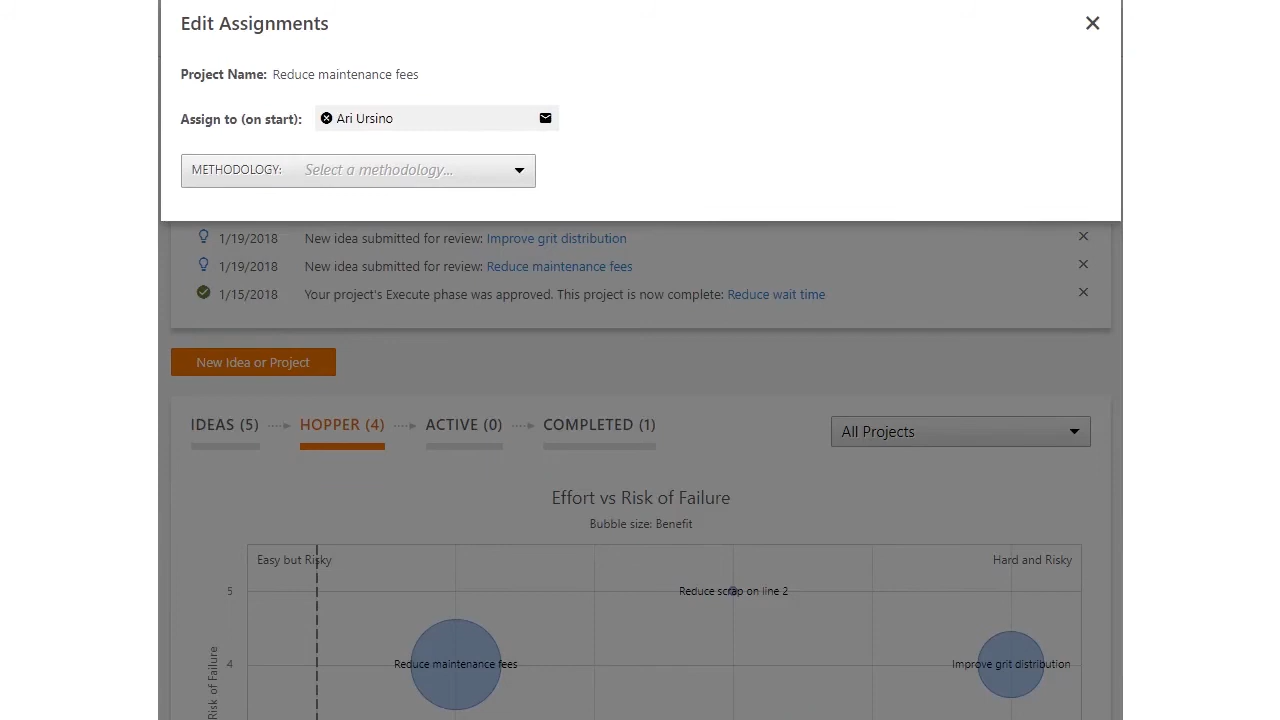 Edit Assignments
Project Name: Reduce maintenance fees
Assign to (on start): Ari Ursino
METHODOLOGY: Select a methodology...
1/19/2018 New idea submitted for review: Improve grit distribution
1/19/2018 New idea submitted for review: Reduce maintenance fees
1/15/2018 Your project's Execute phase was approved. This project is now complete: Reduce wait time
New Idea or Project
IDEAS (5) HOPPER (4) ACTIVE (0) COMPLETED (1) All Projects
Effort vs Risk of Failure
Bubble size: Benefit
Easy but Risky Hard and Risky
5 Reduce scrap on line 2
4 Reduce maintenance fees Improve grit distribution
Risk of Failure